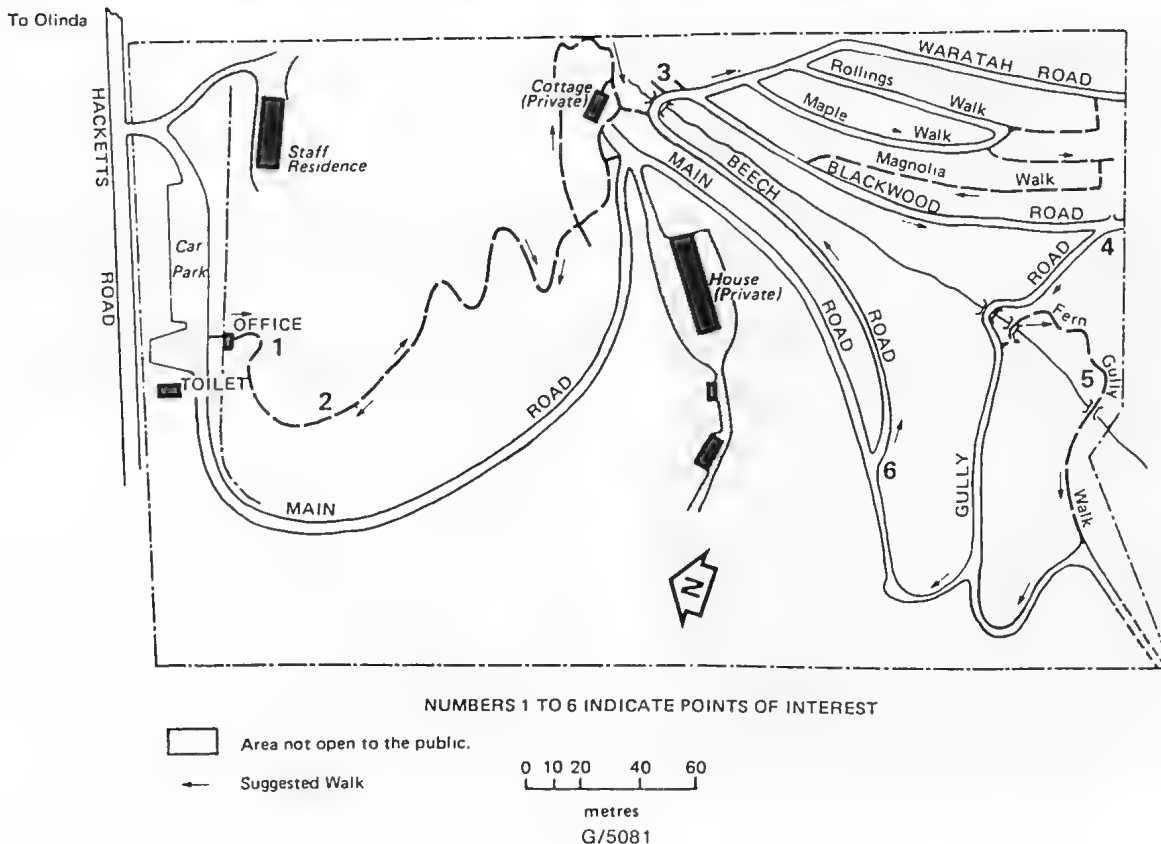 To Olinda
HACKETTS
ROAD
Staff
Residence
Car
Park
OFFICE
1
TOILET
2
MAIN
ROAD
Cottage
(Private)
3
WARATAH ROAD
Rollings
Walk
Maple
Walk
Magnolia
Walk
MAIN
ROAD
BEECH
ROAD
BLACKWOOD
ROAD
4
House
(Private)
ROAD
GULLY
Fern
Gully
Walk
5
6
N
NUMBERS 1 TO 6 INDICATE POINTS OF INTEREST
Area not open to the public.
Suggested Walk
0 10 20 40 60
metres
G/5081